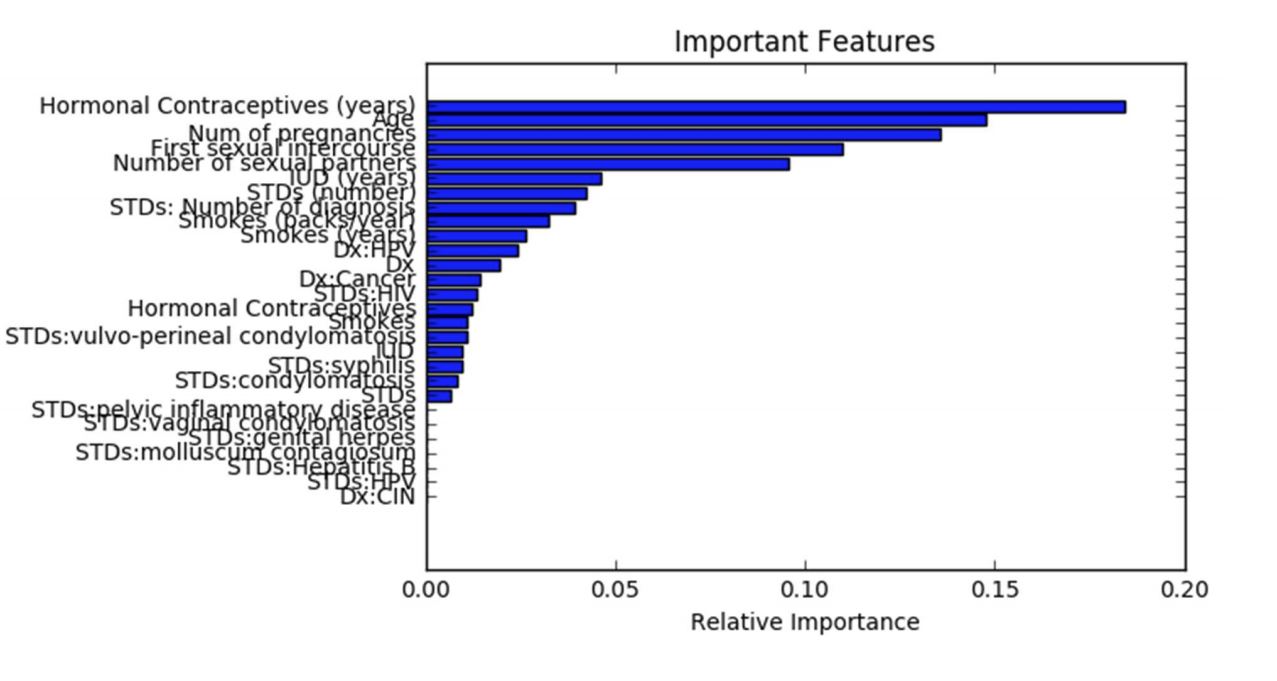 Important Features
Hormonal Contraceptives (years)
Age
Num of pregnancies
First sexual intercourse
Number of sexual partners
IUD (years)
STDs (number)
STDs: Number of diagnosis
Smokes (packs/year)
Smokes (years)
Dx:HPV
Dx
Dx:Cancer
STDs:HIV
Hormonal Contraceptives
Smokes
STDs:vulvo-perineal condylomatosis
IUD
STDs:syphilis
STDs:condylomatosis
STDs
STDs:pelvic inflammatory disease
STDs:vaginal condylomatosis
STDs:genital herpes
STDs:molluscum contagiosum
STDs:Hepatitis B
STDs:HPV
Dx:CIN
0.00 0.05 0.10 0.15 0.20
Relative Importance